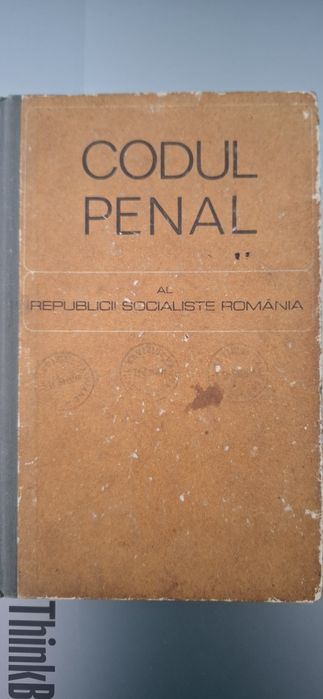 CODUL
PENAL
AL
REPUBLICII SOCIALISTE ROMÂNIA
ThinkB